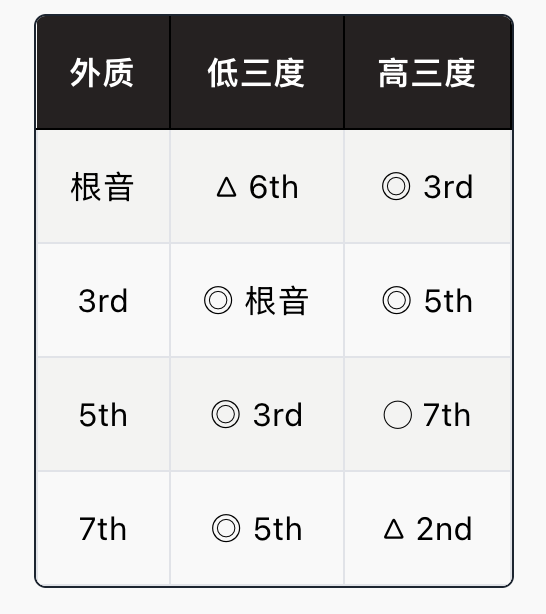 外质 低三度 高三度
根音 △ 6th ◎ 3rd
3rd ◎ 根音 ◎ 5th
5th ◎ 3rd ○ 7th
7th ◎ 5th △ 2nd